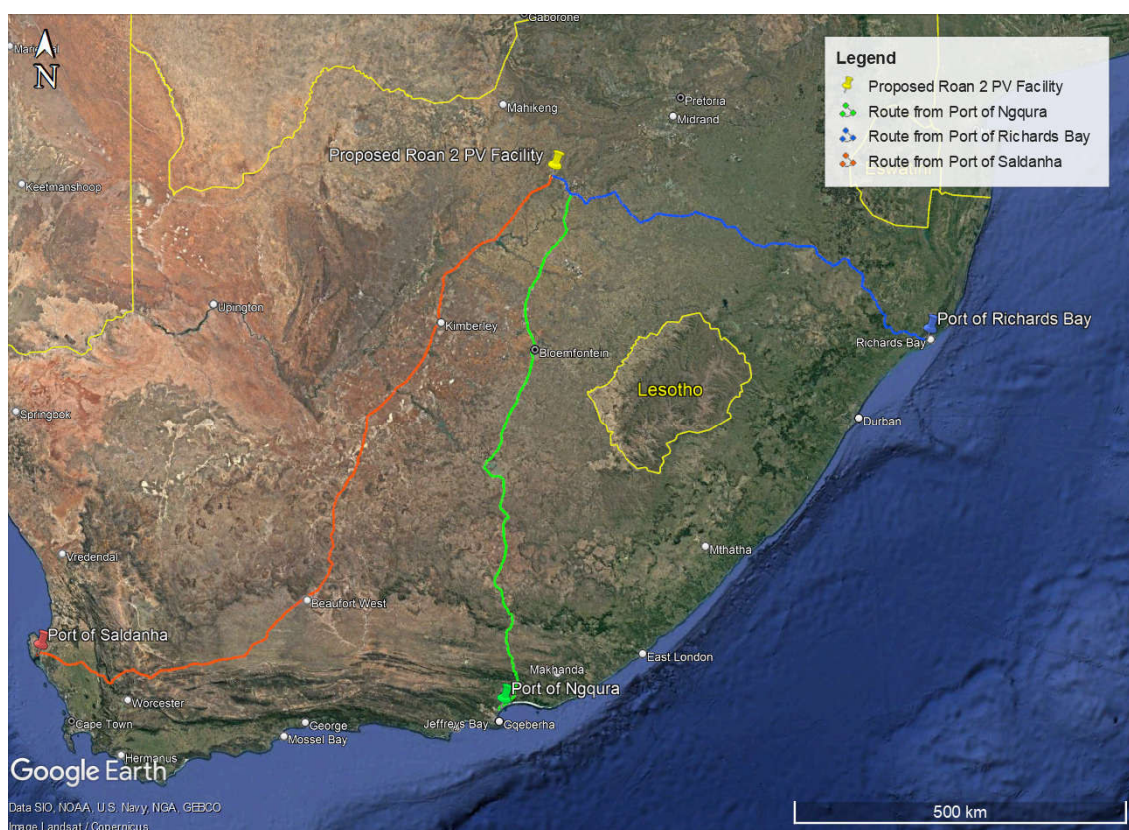 Gaborone
N
Legend
Proposed Roan 2 PV Facility
Route from Port of Ngqura
Route from Port of Richards Bay
Route from Port of Saldanha
Mahikeng
Pretoria
Midrand
Proposed Roan 2 PV Facility
Eswatini
Keetmanshoop
Upington
Kimberley
Port of Richards Bay
Richards Bay
Bloemfontein
Lesotho
Springbok
Durban
Vredendal
Mthatha
Beaufort West
Port of Saldanha
East London
Makhanda
Port of Ngqura
Worcester
Cape Town
George
Jeffreys Bay
Gqeberha
Mossel Bay
Hermanus
Google Earth
Data SIO, NOAA, U.S. Navy, NGA, GEBCO
Image Landsat / Copernicus
500 km